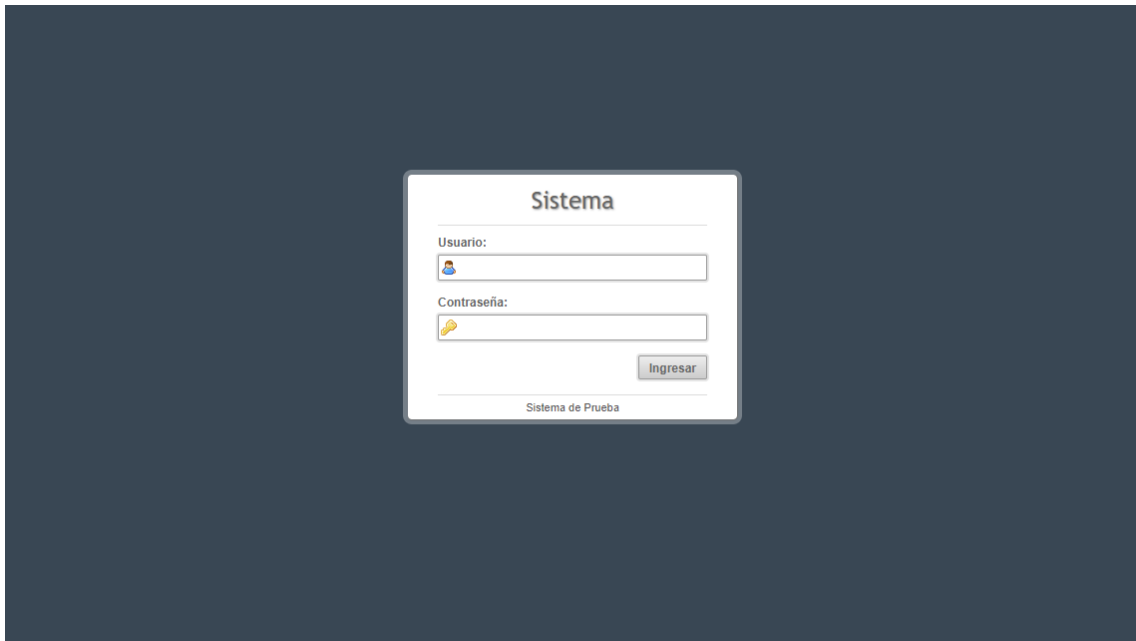 Sistema
Usuario:
Contraseña:
Ingresar
Sistema de Prueba